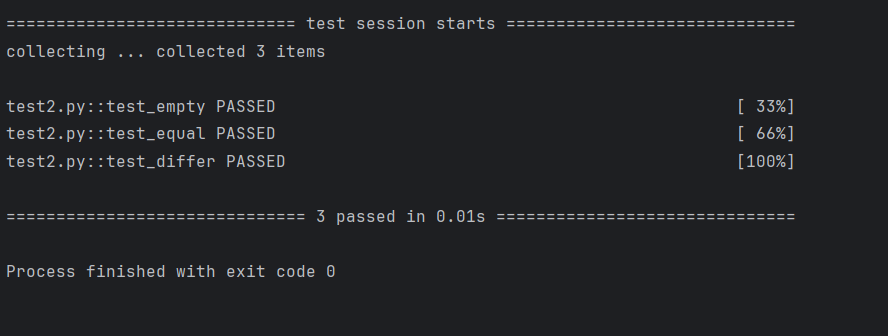 ============================= test session starts =============================
collecting ... collected 3 items
test2.py::test_empty PASSED                                              [ 33%]
test2.py::test_equal PASSED                                              [ 66%]
test2.py::test_differ PASSED                                             [100%]
============================== 3 passed in 0.01s ==============================
Process finished with exit code 0